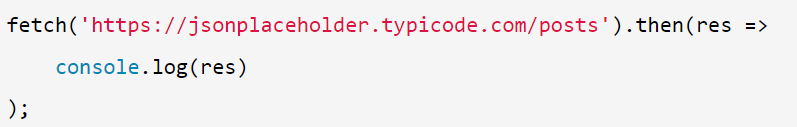 fetch('https://jsonplaceholder.typicode.com/posts').then(res =>
    console.log(res)
);